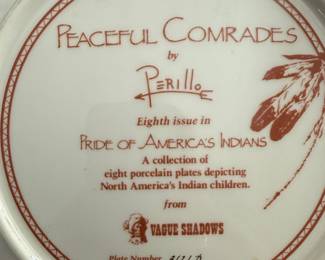 PEACEFUL COMRADES
by
PERILLO
Eighth issue in
PRIDE OF AMERICA'S INDIANS
A collection of
eight porcelain plates depicting
North America's Indian children.
from
VAGUE SHADOWS
Plate Number